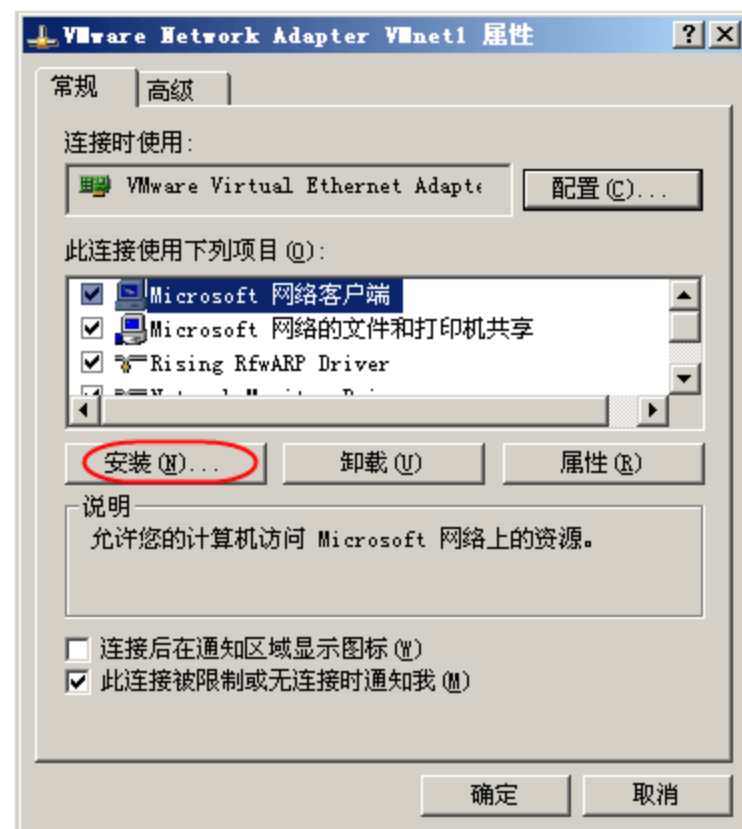 VMware Network Adapter VMnet1 属性
常规 高级
连接时使用:
VMware Virtual Ethernet Adapte
配置(C)...
此连接使用下列项目(O):
Microsoft 网络客户端
Microsoft 网络的文件和打印机共享
Rising RfwARP Driver
安装(N)... 卸载(U) 属性(R)
说明
允许您的计算机访问 Microsoft 网络上的资源。
连接后在通知区域显示图标(W)
此连接被限制或无连接时通知我(M)
确定 取消